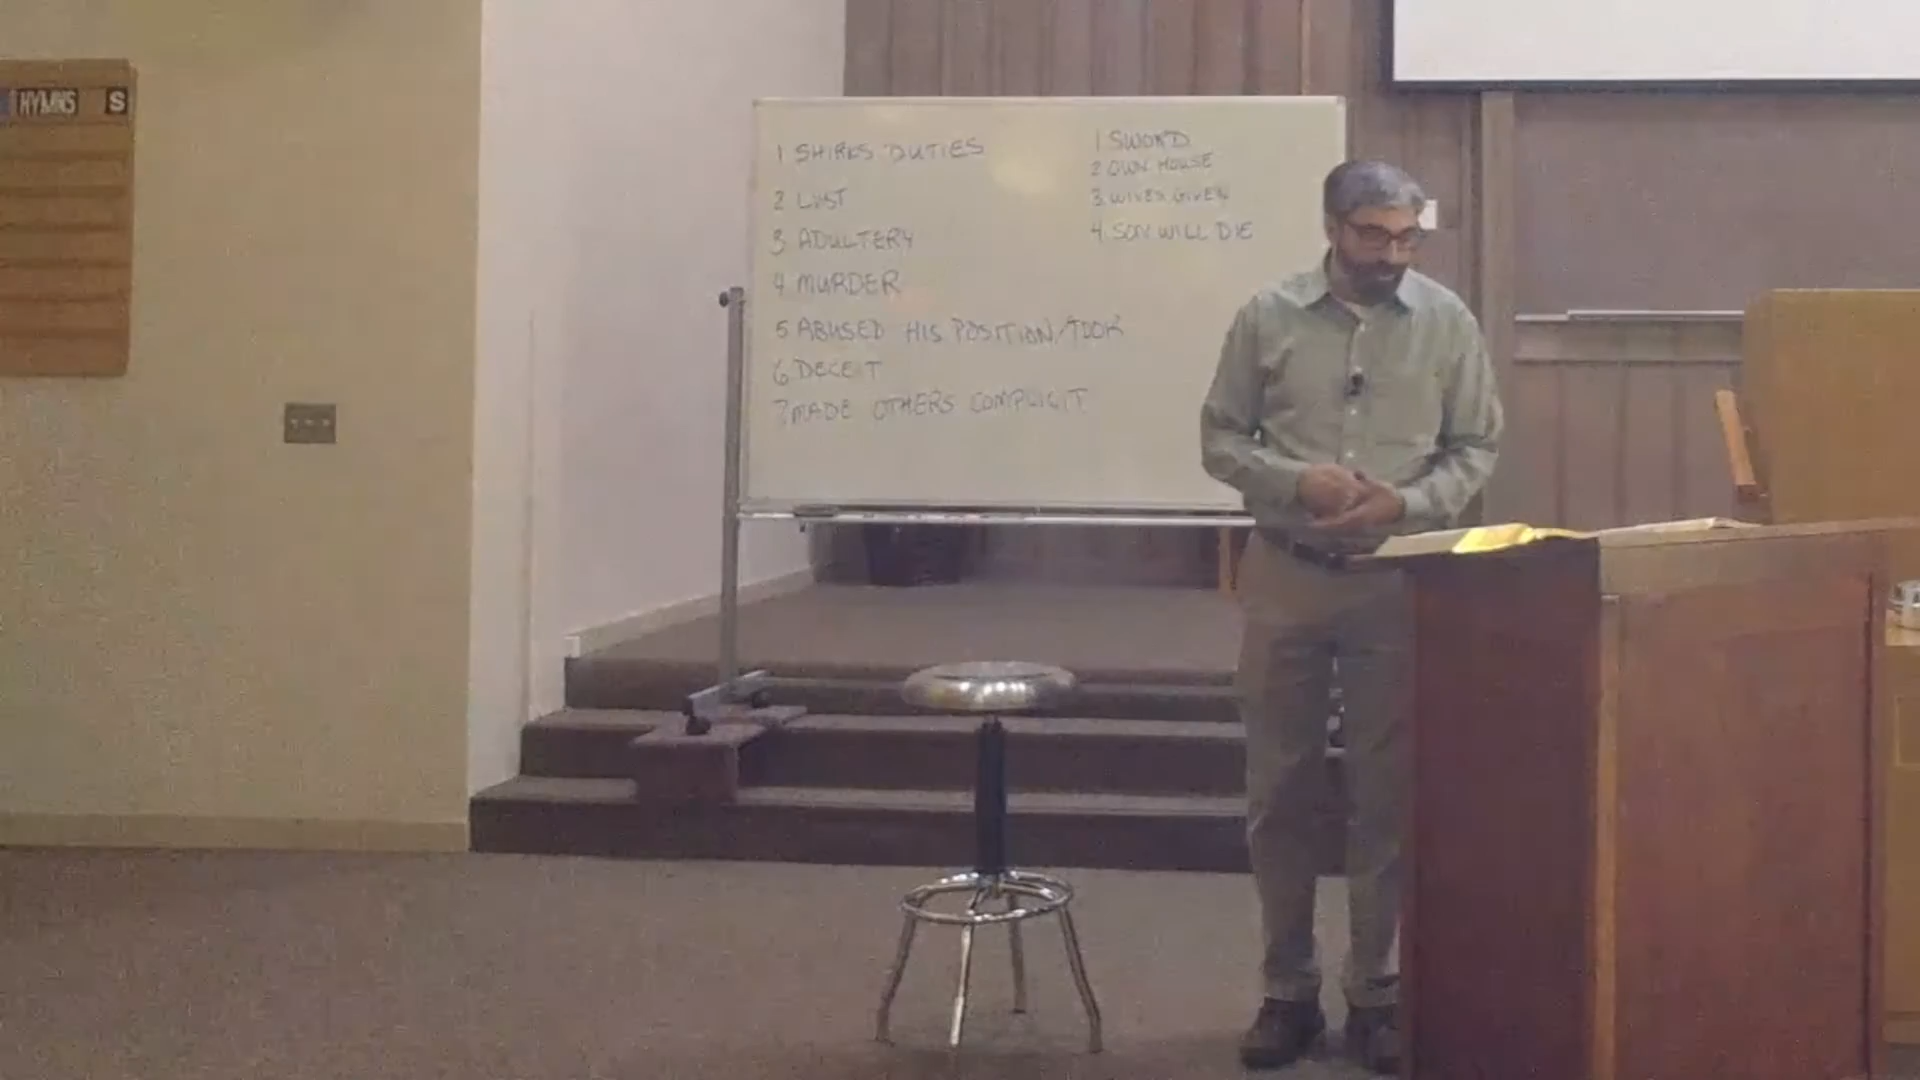 HYMNS S
1 SHIRKS DUTIES
2 LUST
3 ADULTERY
4 MURDER
5 ABUSED HIS POSITION/TOOK
6 DECEIT
7 MADE OTHERS COMPLICIT
1 SWORD
2 OWN HOUSE
3 WIVES GIVEN
4 SON WILL DIE